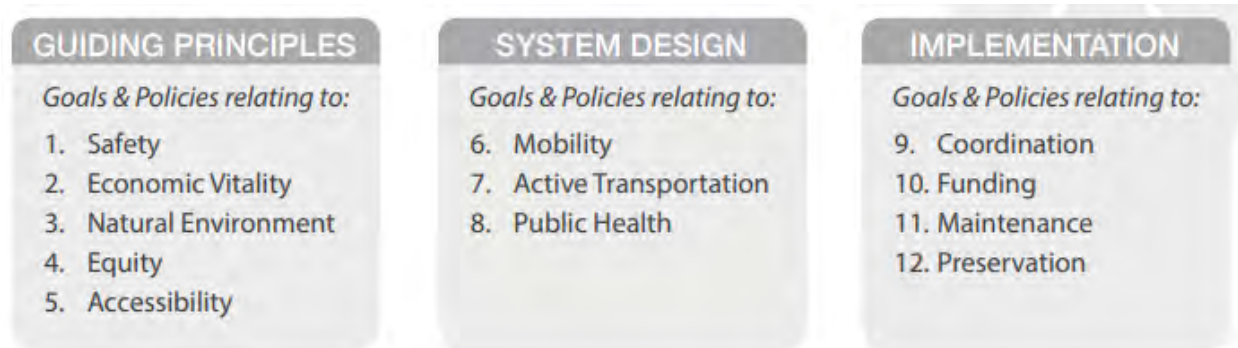 GUIDING PRINCIPLES
Goals & Policies relating to:
1. Safety
2. Economic Vitality
3. Natural Environment
4. Equity
5. Accessibility
SYSTEM DESIGN
Goals & Policies relating to:
6. Mobility
7. Active Transportation
8. Public Health
IMPLEMENTATION
Goals & Policies relating to:
9. Coordination
10. Funding
11. Maintenance
12. Preservation